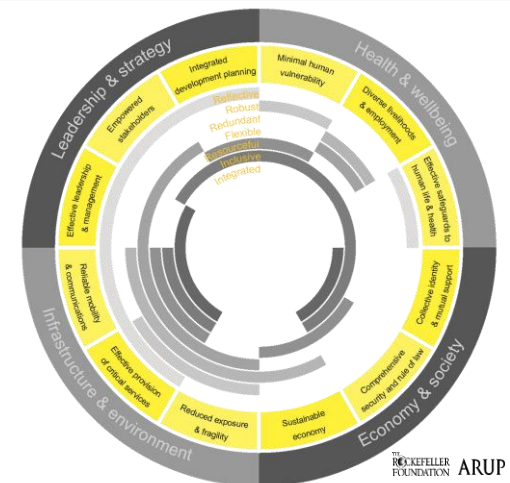 Leadership & strategy
Health & wellbeing
Economy & society
Infrastructure & environment
Integrated
development planning
Minimal human
vulnerability
Diverse livelihoods
& employment
Effective safeguards to
human life & health
Collective identity
& mutual support
Comprehensive
security and rule of law
Sustainable
economy
Reduced exposure
& fragility
Effective provision
of critical services
Reliable mobility
& communications
Effective leadership
& management
Empowered
stakeholders
Reflective
Robust
Redundant
Flexible
Resourceful
Inclusive
Integrated
THE
ROCKEFELLER
FOUNDATION
ARUP